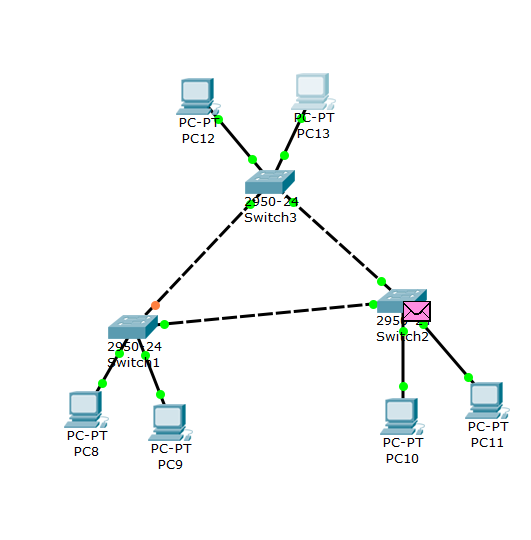 PC-PT
PC12
PC-PT
PC13
2950-24
Switch3
2950-24
Switch1
Switch2
PC-PT
PC8
PC-PT
PC9
PC-PT
PC10
PC-PT
PC11